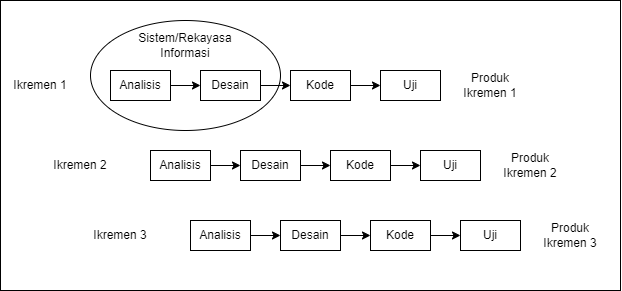 Sistem/Rekayasa
Informasi
Ikremen 1
Analisis
Desain
Kode
Uji
Produk
Ikremen 1
Ikremen 2
Analisis
Desain
Kode
Uji
Produk
Ikremen 2
Ikremen 3
Analisis
Desain
Kode
Uji
Produk
Ikremen 3